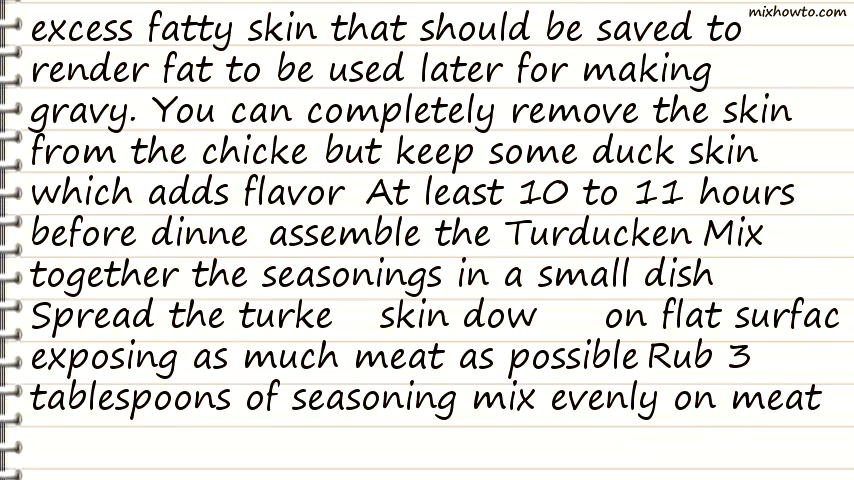 mixhowto.com
excess fatty skin that should be saved to
render fat to be used later for making
gravy. You can completely remove the skin
from the chicke but keep some duck skin
which adds flavor At least 10 to 11 hours
before dinne assemble the Turducken Mix
together the seasonings in a small dish
Spread the turke skin dow on flat surfac
exposing as much meat as possible Rub 3
tablespoons of seasoning mix evenly on meat